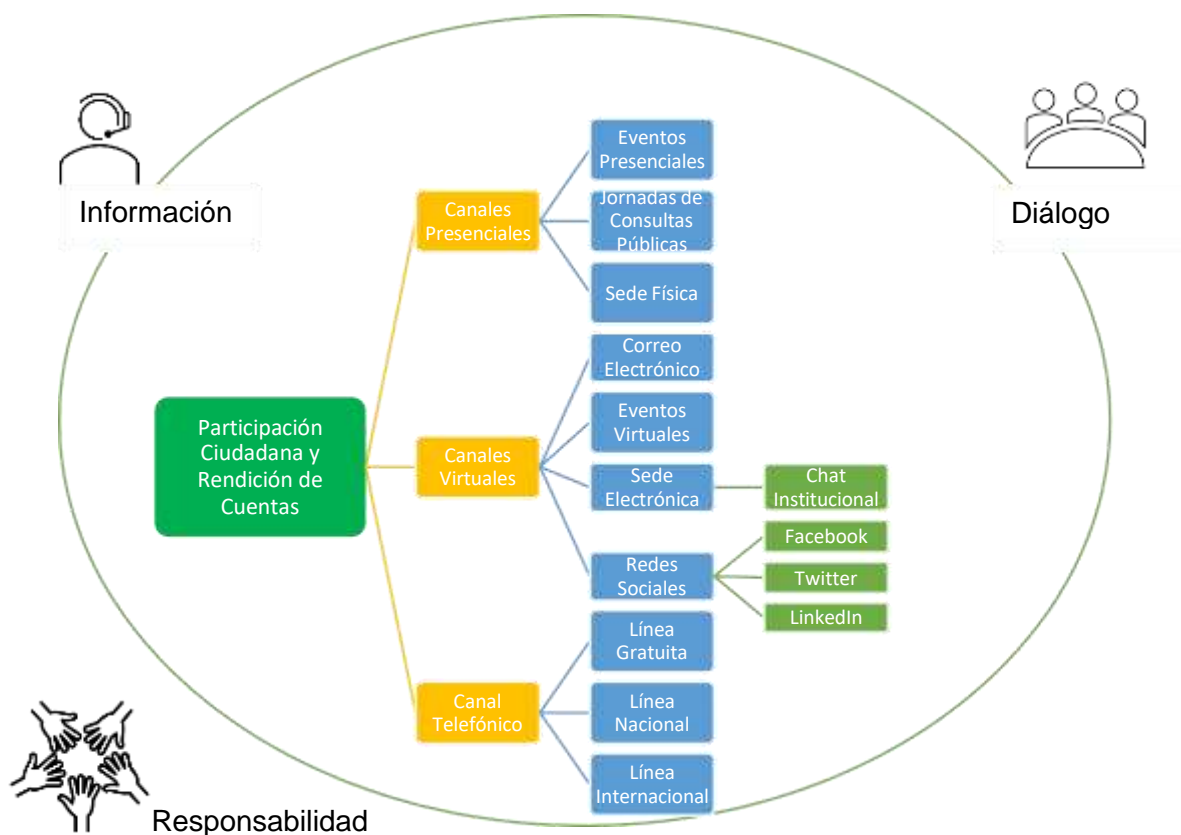 Información
Diálogo
Responsabilidad
Participación
Ciudadana y
Rendición de
Cuentas
Canales
Presenciales
Eventos
Presenciales
Jornadas de
Consultas
Públicas
Sede Física
Canales
Virtuales
Correo
Electrónico
Eventos
Virtuales
Sede
Electrónica
Chat
Institucional
Redes
Sociales
Facebook
Twitter
LinkedIn
Canal
Telefónico
Línea
Gratuita
Línea
Nacional
Línea
Internacional